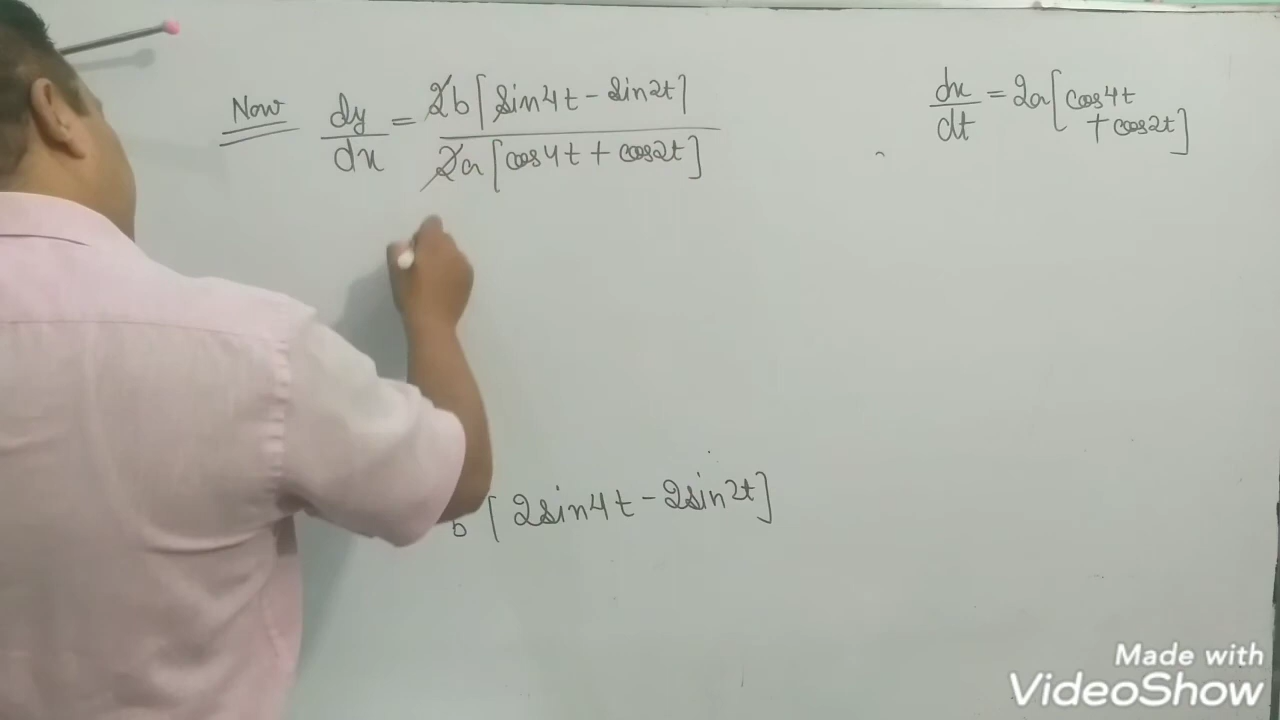 Now dy/dx = 2b[sin4t - sin2t] / 2a[cos4t + cos2t]
dx/dt = 2a[cos4t
+ cos2t]
b [2sin4t - 2sin2t]
Made with
VideoShow